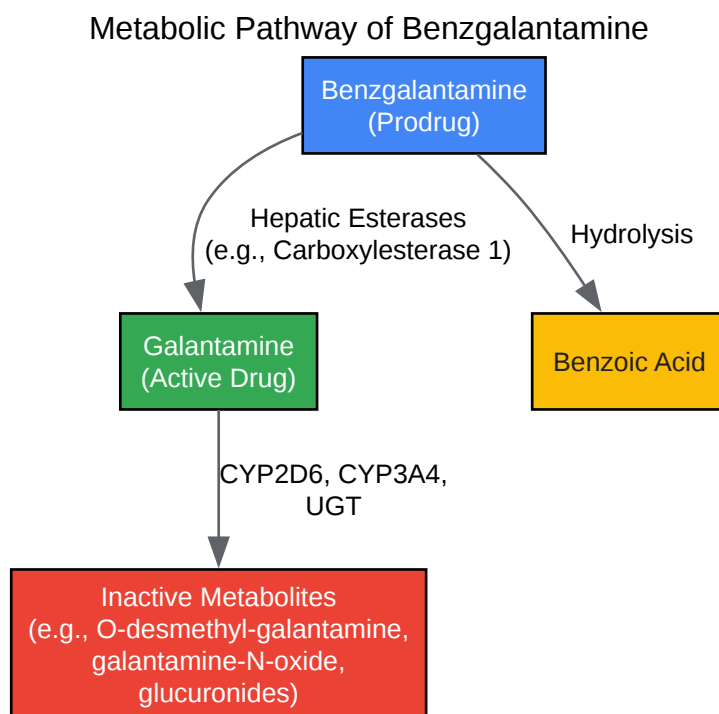 Metabolic Pathway of Benzgalantamine
Benzgalantamine
(Prodrug)
Hepatic Esterases
(e.g., Carboxylesterase 1)
Hydrolysis
Galantamine
(Active Drug)
Benzoic Acid
CYP2D6, CYP3A4,
UGT
Inactive Metabolites
(e.g., O-desmethyl-galantamine,
galantamine-N-oxide,
glucuronides)